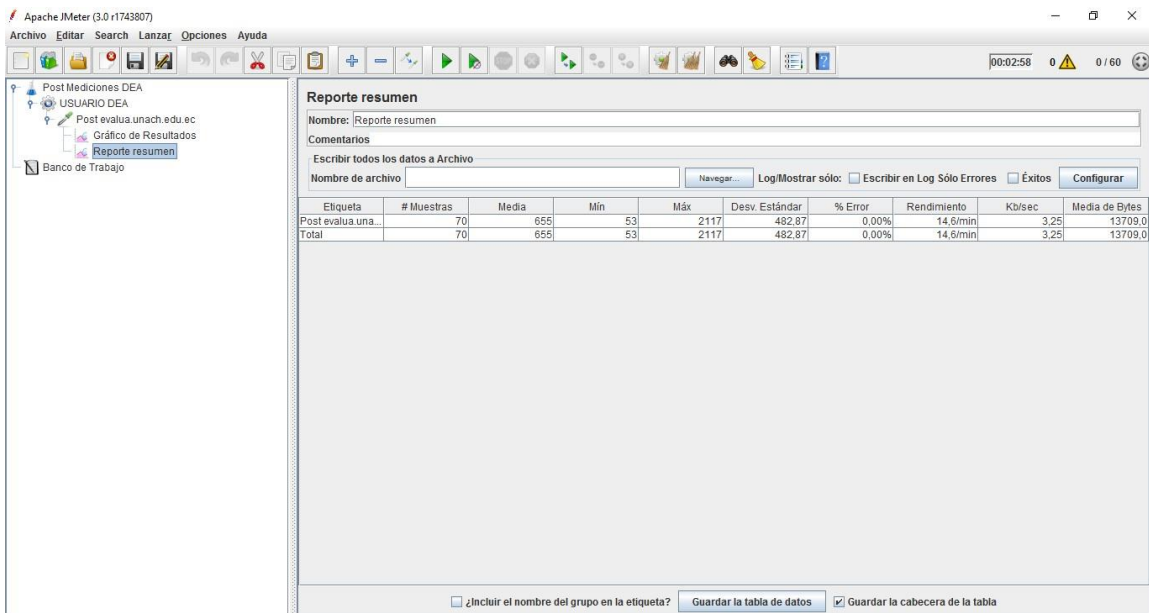 Apache JMeter (3.0 r1743807)
Archivo Editar Search Lanzar Opciones Ayuda
00:02:58 0 0 / 60
Post Mediciones DEA
USUARIO DEA
Post evalua.unach.edu.ec
Gráfico de Resultados
Reporte resumen
Banco de Trabajo
Reporte resumen
Nombre: Reporte resumen
Comentarios
Escribir todos los datos a Archivo
Nombre de archivo Navegar... Log/Mostrar sólo: Escribir en Log Sólo Errores Éxitos Configurar
Etiqueta # Muestras Media Mín Máx Desv. Estándar % Error Rendimiento Kb/sec Media de Bytes
Post evalua.una... 70 655 53 2117 482,87 0,00% 14,6/min 3,25 13709,0
Total 70 655 53 2117 482,87 0,00% 14,6/min 3,25 13709,0
¿Incluir el nombre del grupo en la etiqueta? Guardar la tabla de datos Guardar la cabecera de la tabla